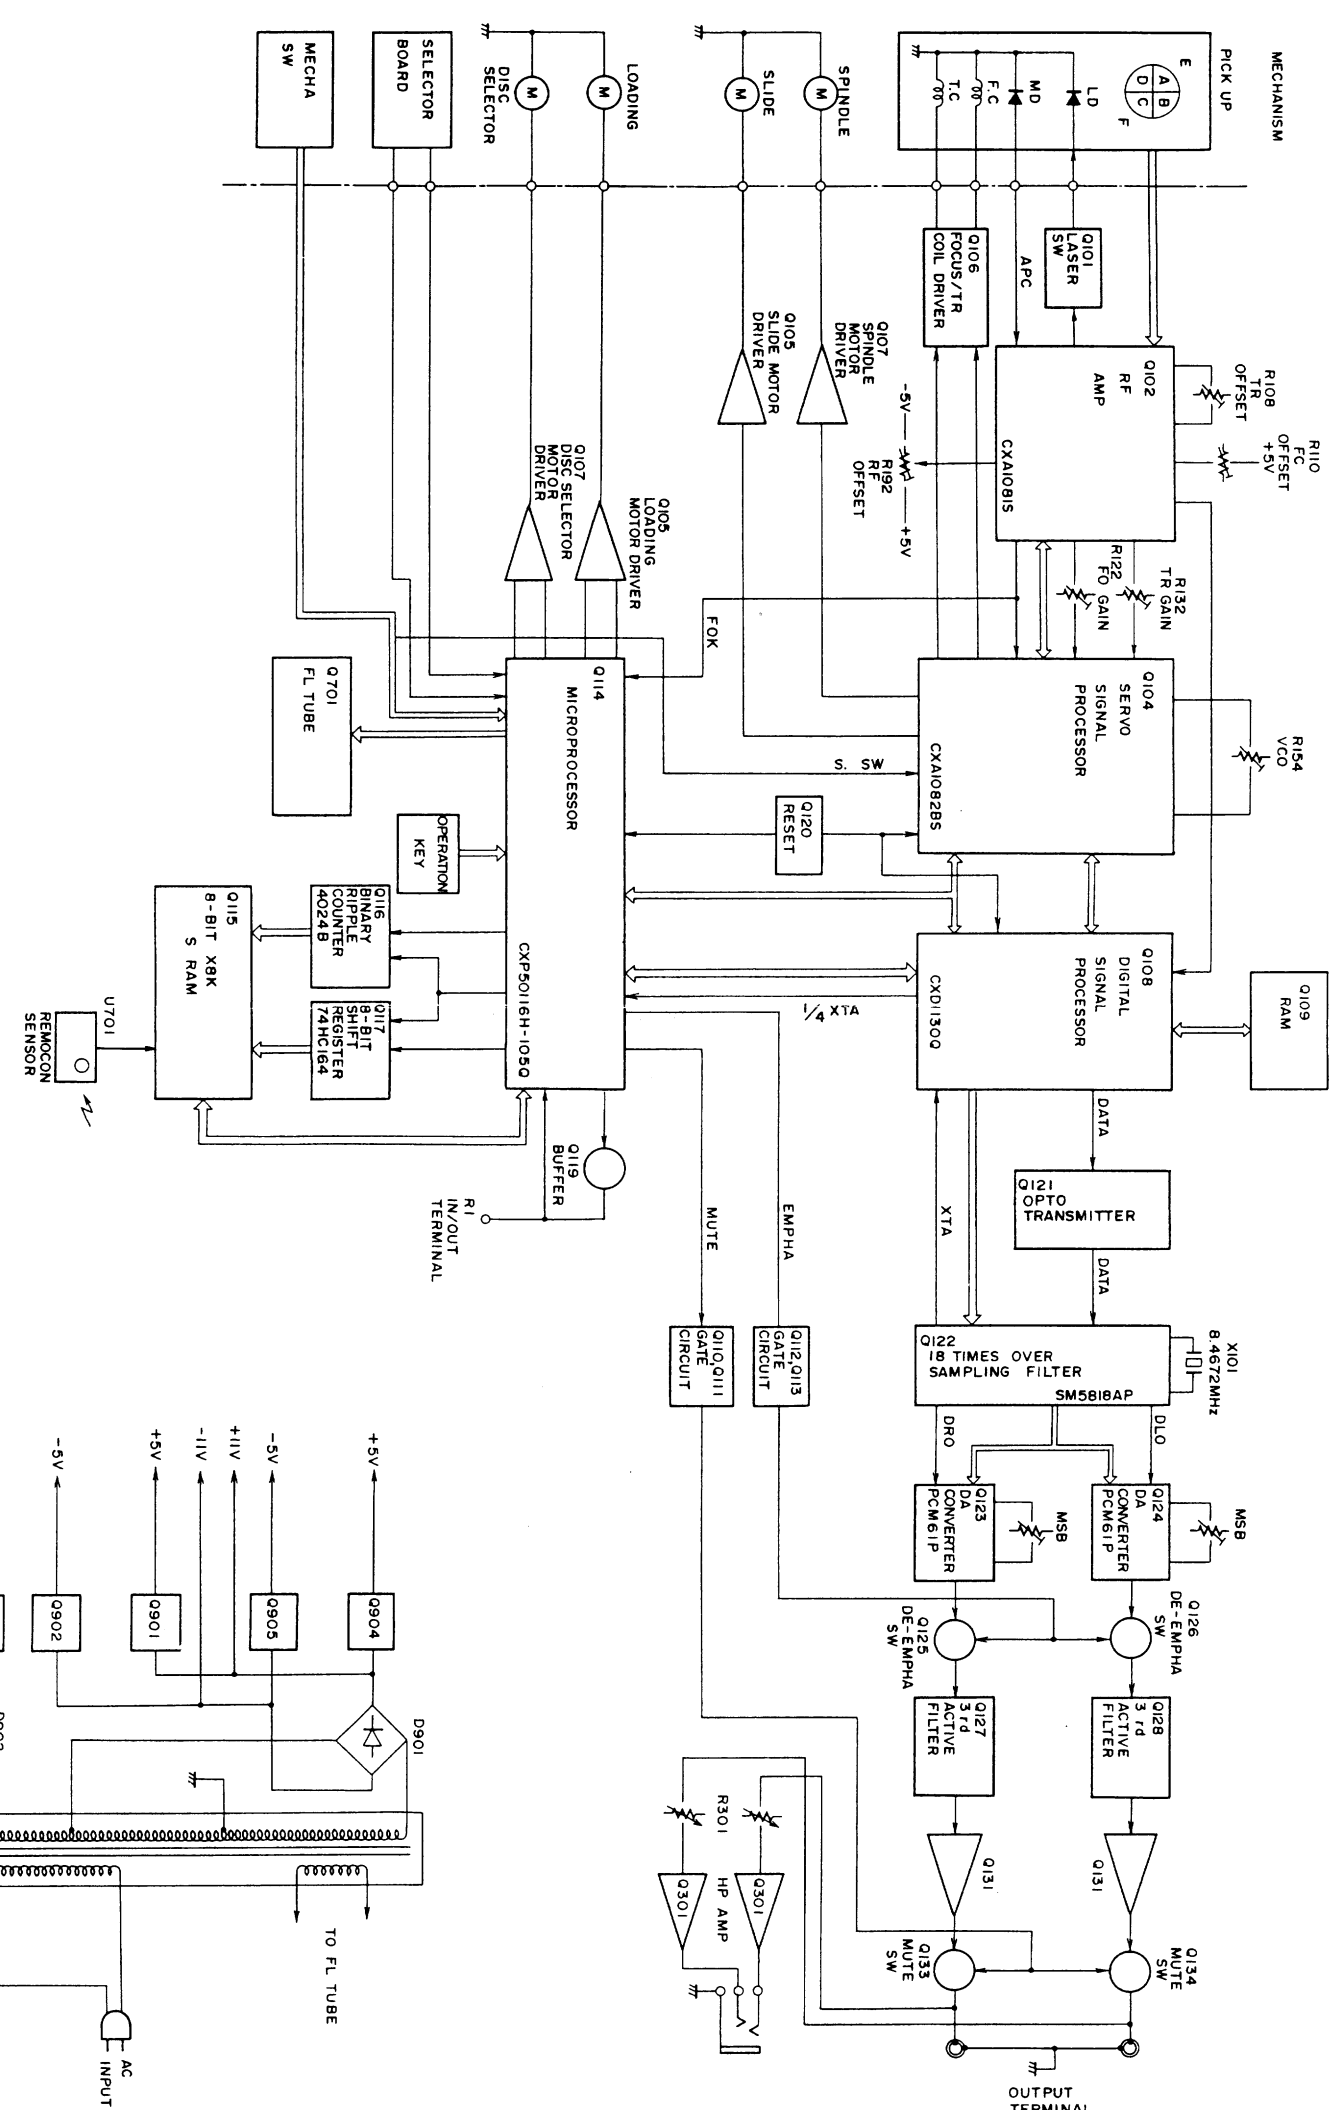 MECHANISM
PICK UP
E
A
B
D
C
F
LD
MD
F.C
T.C
SPINDLE
M
SLIDE
M
LOADING
M
DISC
SELECTOR
M
SELECTOR
BOARD
MECHA
SW
Q101
LASER
SW
APC
Q106
FOCUS/TR
COIL DRIVER
Q107
SPINDLE
MOTOR
DRIVER
Q105
SLIDE MOTOR
DRIVER
R108
TR
OFFSET
R110
FC
OFFSET
+5V
Q102
RF
AMP
CXA1081S
-5V
R192
RF
OFFSET
+5V
Q105
LOADING
MOTOR DRIVER
Q107
DISC SELECTOR
MOTOR
DRIVER
R132
TR GAIN
R122
FO GAIN
FOK
R154
VCO
Q104
SERVO
SIGNAL
PROCESSOR
CXA1082BS
S. SW
Q120
RESET
Q114
MICROPROCESSOR
CXP50116H-105Q
Q701
FL TUBE
OPERATION
KEY
Q116
BINARY
RIPPLE
COUNTER
4024B
Q117
8-BIT
SHIFT
REGISTER
74HC164
Q115
8-BIT X8K
S RAM
U701
REMOCON
SENSOR
Q109
RAM
Q108
DIGITAL
SIGNAL
PROCESSOR
CXD1130Q
1/4 XTA
DATA
Q121
OPTO
TRANSMITTER
DATA
XTA
EMPHA
MUTE
Q119
BUFFER
R1
IN/OUT
TERMINAL
X101
8.4672MHz
Q122
18 TIMES OVER
SAMPLING FILTER
SM5818AP
Q112,Q113
GATE
CIRCUIT
Q110,Q111
GATE
CIRCUIT
DLO
DRO
MSB
Q124
DA
CONVERTER
PCM61P
MSB
Q123
DA
CONVERTER
PCM61P
Q126
DE-EMPHA
SW
Q125
DE-EMPHA
SW
Q128
3 rd
ACTIVE
FILTER
Q127
3 rd
ACTIVE
FILTER
Q131
Q131
R301
HP AMP
Q301
Q301
Q134
MUTE
SW
Q133
MUTE
SW
OUTPUT
TERMINAL
+5V
-5V
+11V
-11V
+5V
-5V
Q904
Q905
Q901
Q902
D901
TO FL TUBE
AC
INPUT